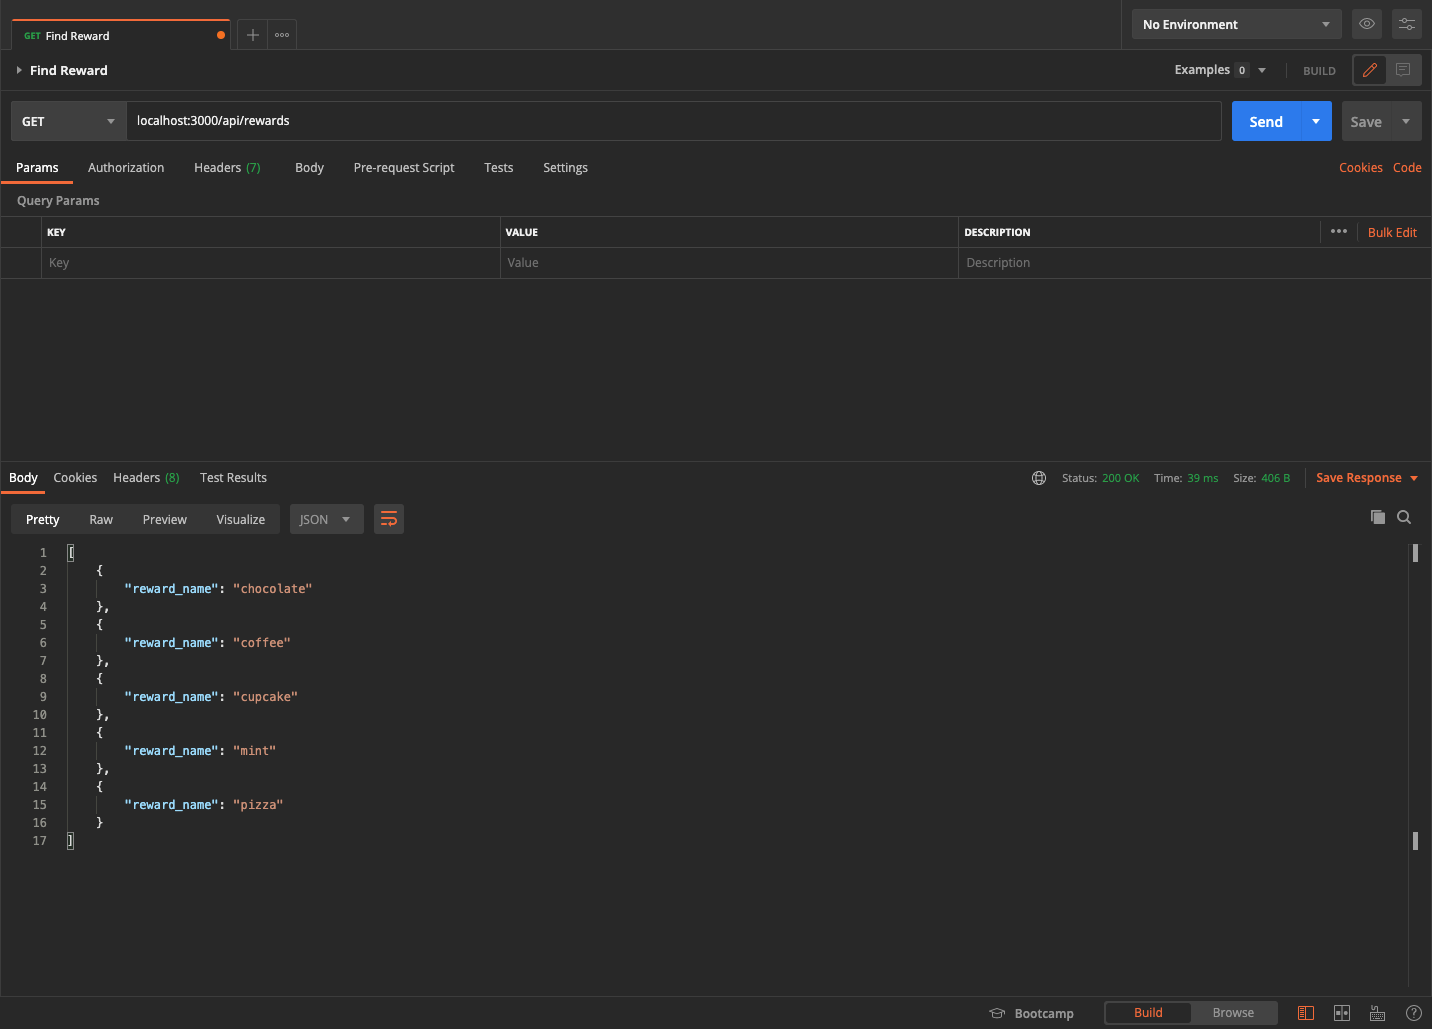 GET Find Reward
No Environment
Find Reward
Examples 0
BUILD
GET localhost:3000/api/rewards
Send
Save
Params Authorization Headers (7) Body Pre-request Script Tests Settings
Cookies Code
Query Params
KEY VALUE DESCRIPTION
Bulk Edit
Key Value Description
Body Cookies Headers (8) Test Results
Status: 200 OK Time: 39 ms Size: 406 B
Save Response
Pretty Raw Preview Visualize JSON
1 [
2 {
3 "reward_name": "chocolate"
4 },
5 {
6 "reward_name": "coffee"
7 },
8 {
9 "reward_name": "cupcake"
10 },
11 {
12 "reward_name": "mint"
13 },
14 {
15 "reward_name": "pizza"
16 }
17 ]
Bootcamp Build Browse